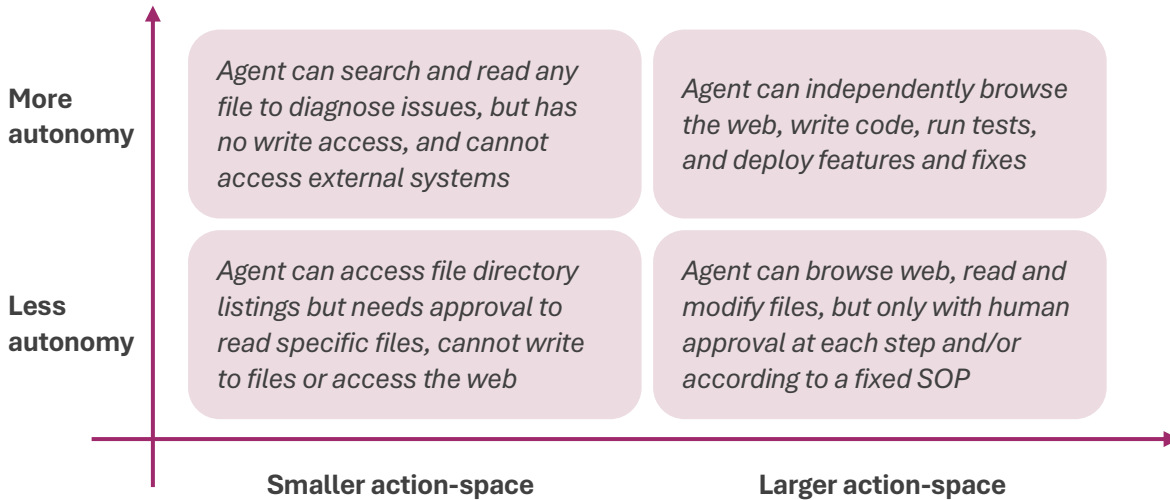 More
autonomy
Agent can search and read any
file to diagnose issues, but has
no write access, and cannot
access external systems
Agent can independently browse
the web, write code, run tests,
and deploy features and fixes
Less
autonomy
Agent can access file directory
listings but needs approval to
read specific files, cannot write
to files or access the web
Agent can browse web, read and
modify files, but only with human
approval at each step and/or
according to a fixed SOP
Smaller action-space
Larger action-space